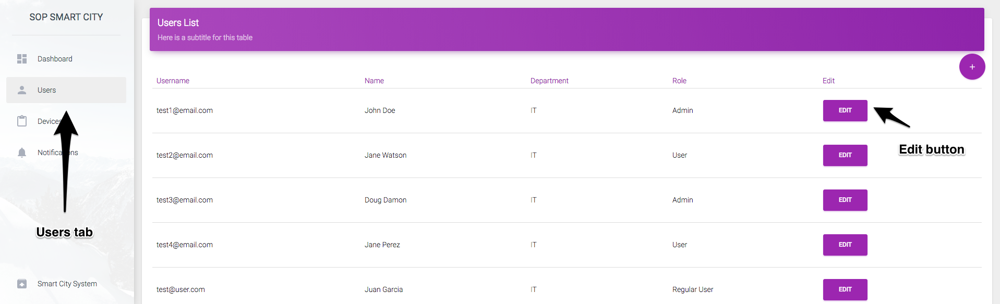 SOP SMART CITY
Dashboard
Users
Devices
Notifications
Users tab
Smart City System
Users List
Here is a subtitle for this table
+
Username Name Department Role Edit
test1@email.com John Doe IT Admin EDIT
Edit button
test2@email.com Jane Watson IT User EDIT
test3@email.com Doug Damon IT Admin EDIT
test4@email.com Jane Perez IT User EDIT
test@user.com Juan Garcia IT Regular User EDIT